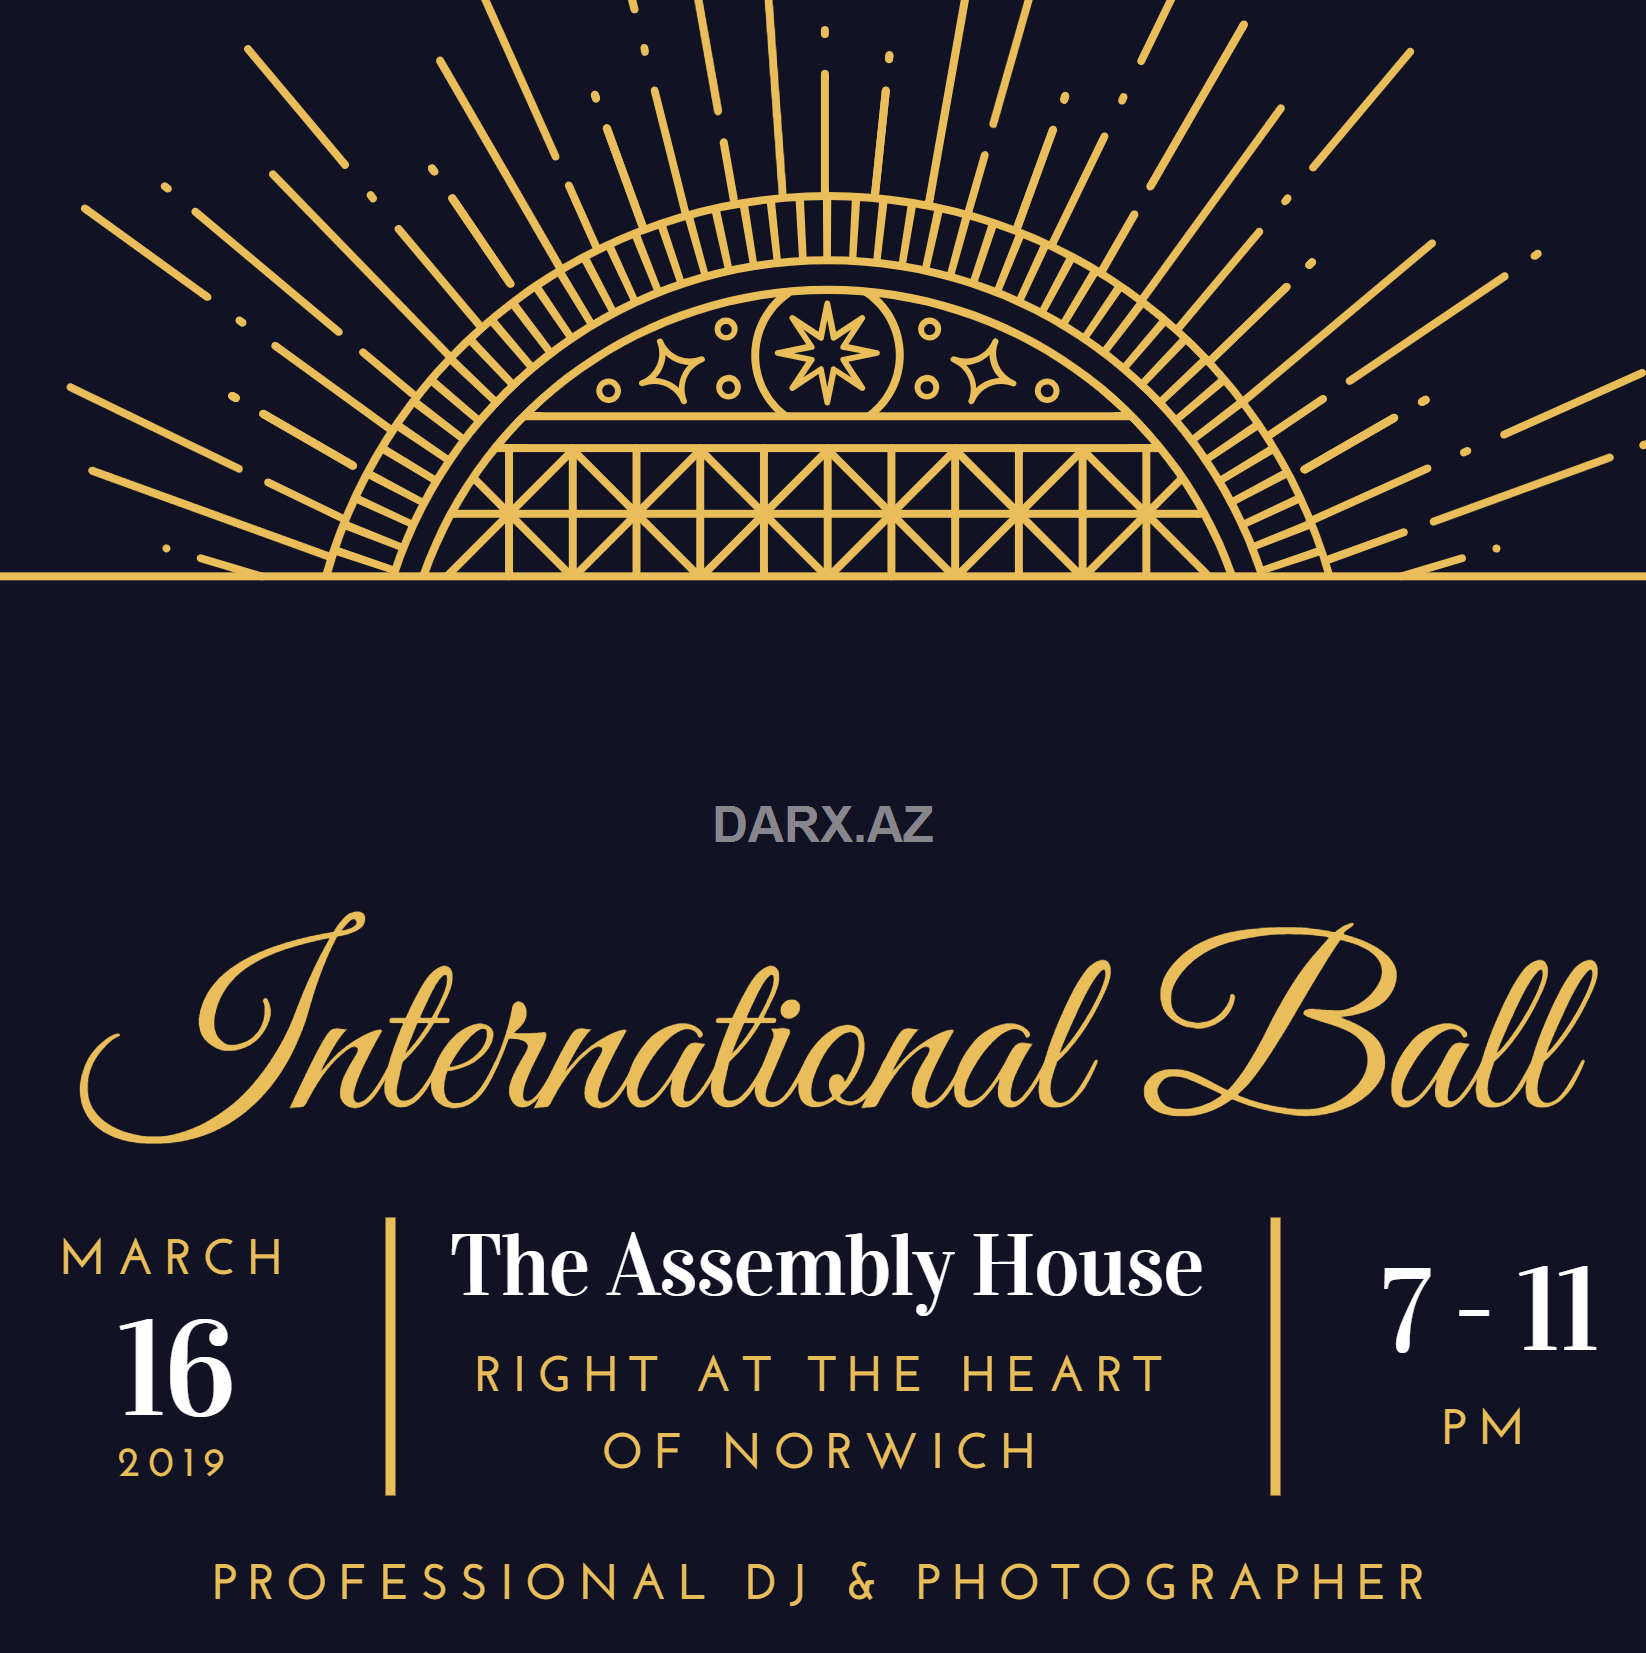 DARX.AZ
International Ball
MARCH
16
2019
The Assembly House
RIGHT AT THE HEART
OF NORWICH
7 - 11
PM
PROFESSIONAL DJ & PHOTOGRAPHER